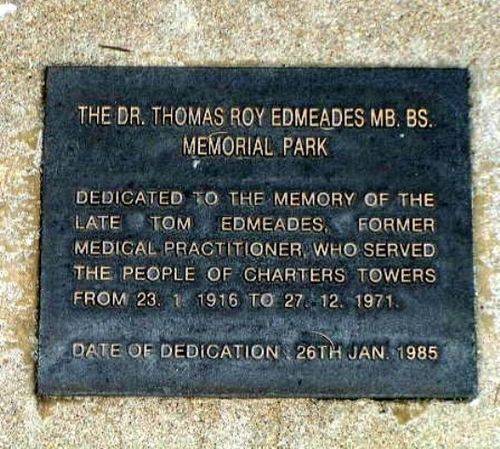 THE DR. THOMAS ROY EDMEADES MB. BS.
MEMORIAL PARK
DEDICATED TO THE MEMORY OF THE
LATE TOM EDMEADES, FORMER
MEDICAL PRACTITIONER, WHO SERVED
THE PEOPLE OF CHARTERS TOWERS
FROM 23. 1 1916 TO 27. 12. 1971.
DATE OF DEDICATION : 26TH JAN. 1985